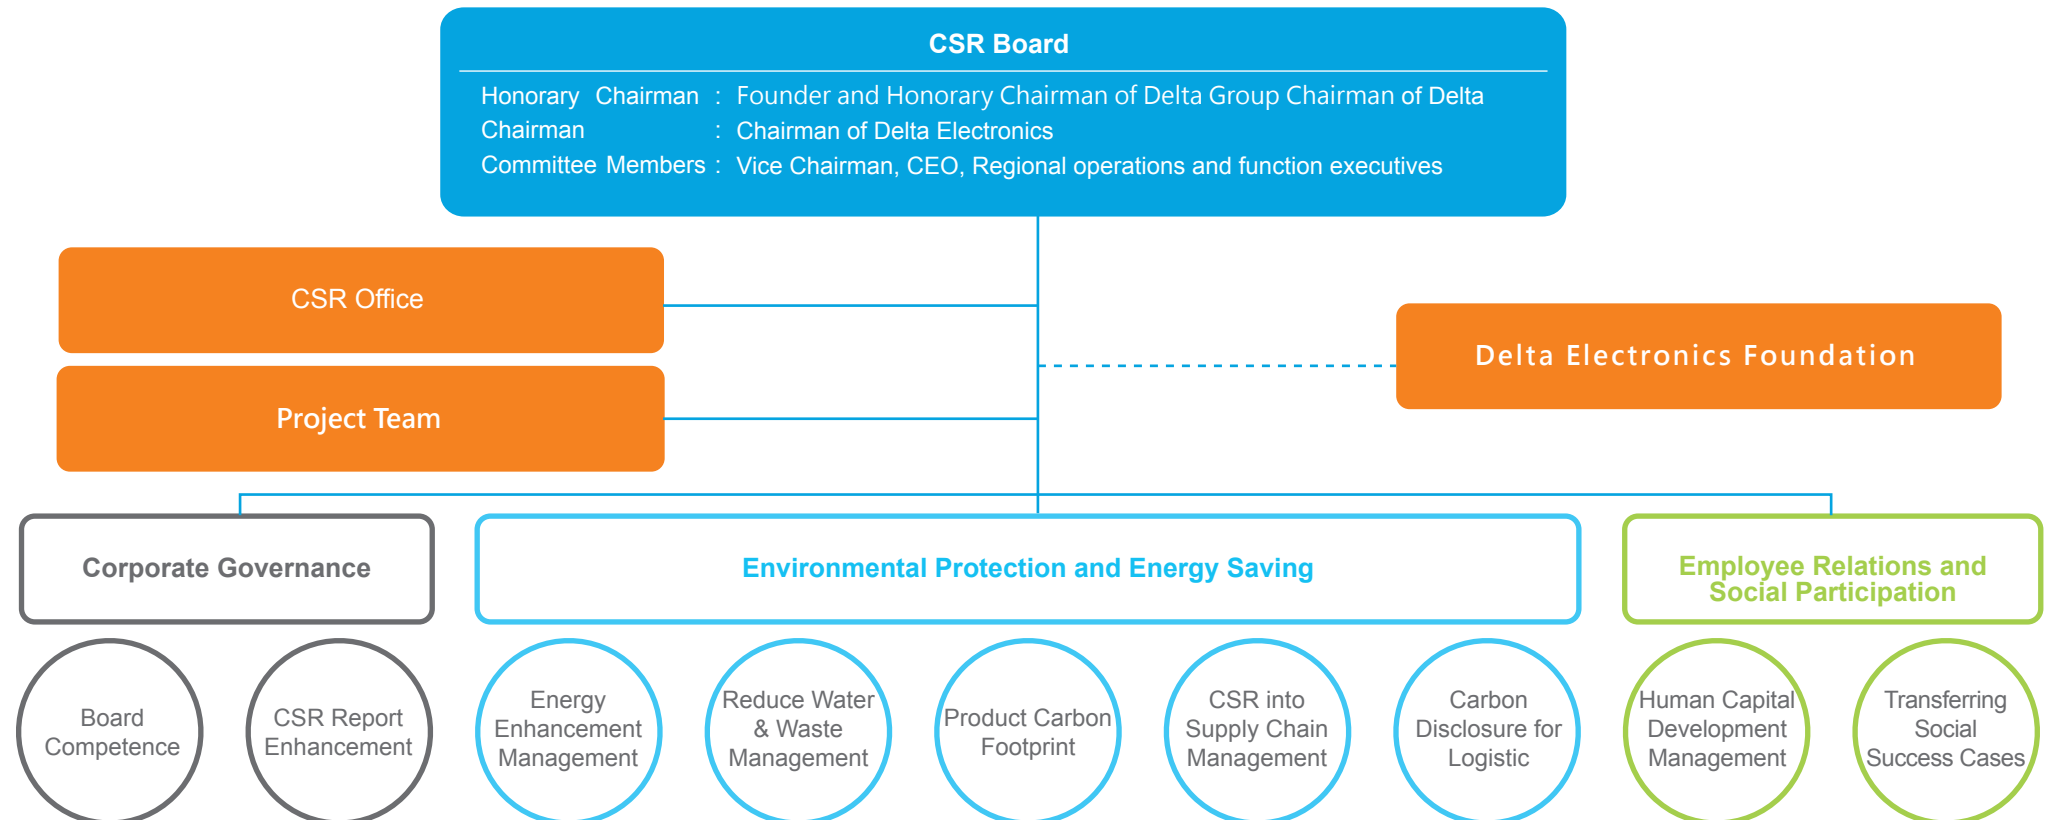 CSR Board
Honorary Chairman : Founder and Honorary Chairman of Delta Group Chairman of Delta
Chairman : Chairman of Delta Electronics
Committee Members : Vice Chairman, CEO, Regional operations and function executives
CSR Office
Delta Electronics Foundation
Project Team
Corporate Governance
Environmental Protection and Energy Saving
Employee Relations and
Social Participation
Board
Competence
CSR Report
Enhancement
Energy
Enhancement
Management
Reduce Water
& Waste
Management
Product Carbon
Footprint
CSR into
Supply Chain
Management
Carbon
Disclosure for
Logistic
Human Capital
Development
Management
Transferring
Social
Success Cases